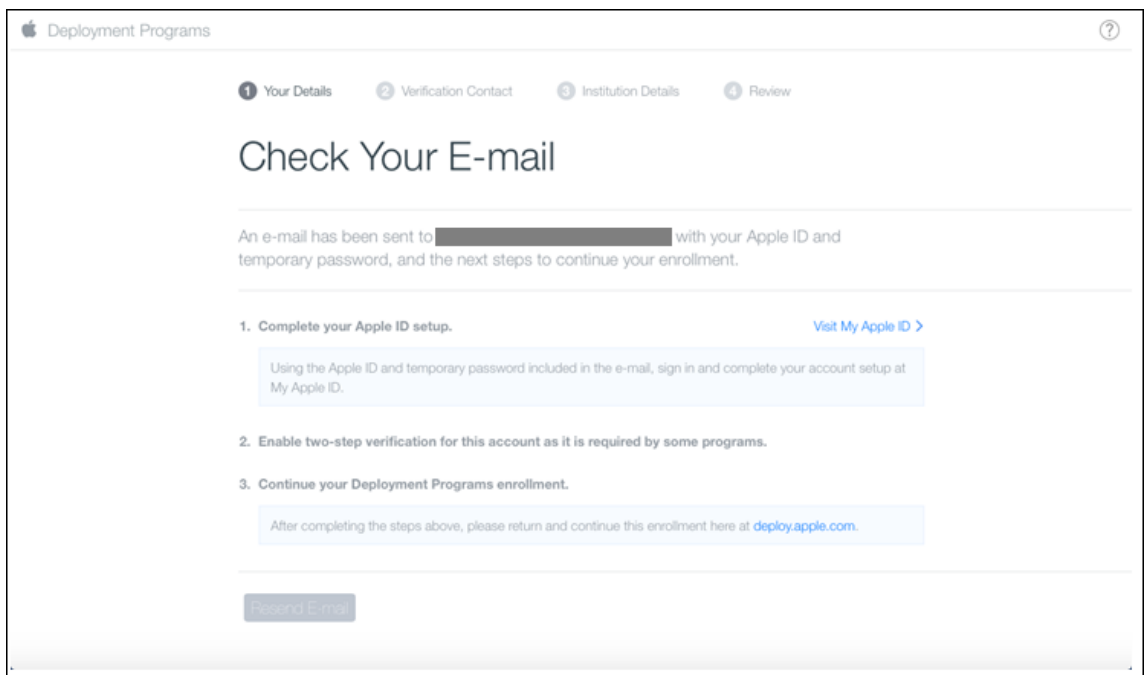 Deployment Programs
?
1 Your Details 2 Verification Contact 3 Institution Details 4 Review
Check Your E-mail
An e-mail has been sent to with your Apple ID and
temporary password, and the next steps to continue your enrollment.
1. Complete your Apple ID setup. Visit My Apple ID >
Using the Apple ID and temporary password included in the e-mail, sign in and complete your account setup at
My Apple ID.
2. Enable two-step verification for this account as it is required by some programs.
3. Continue your Deployment Programs enrollment.
After completing the steps above, please return and continue this enrollment here at deploy.apple.com.
Resend E-mail